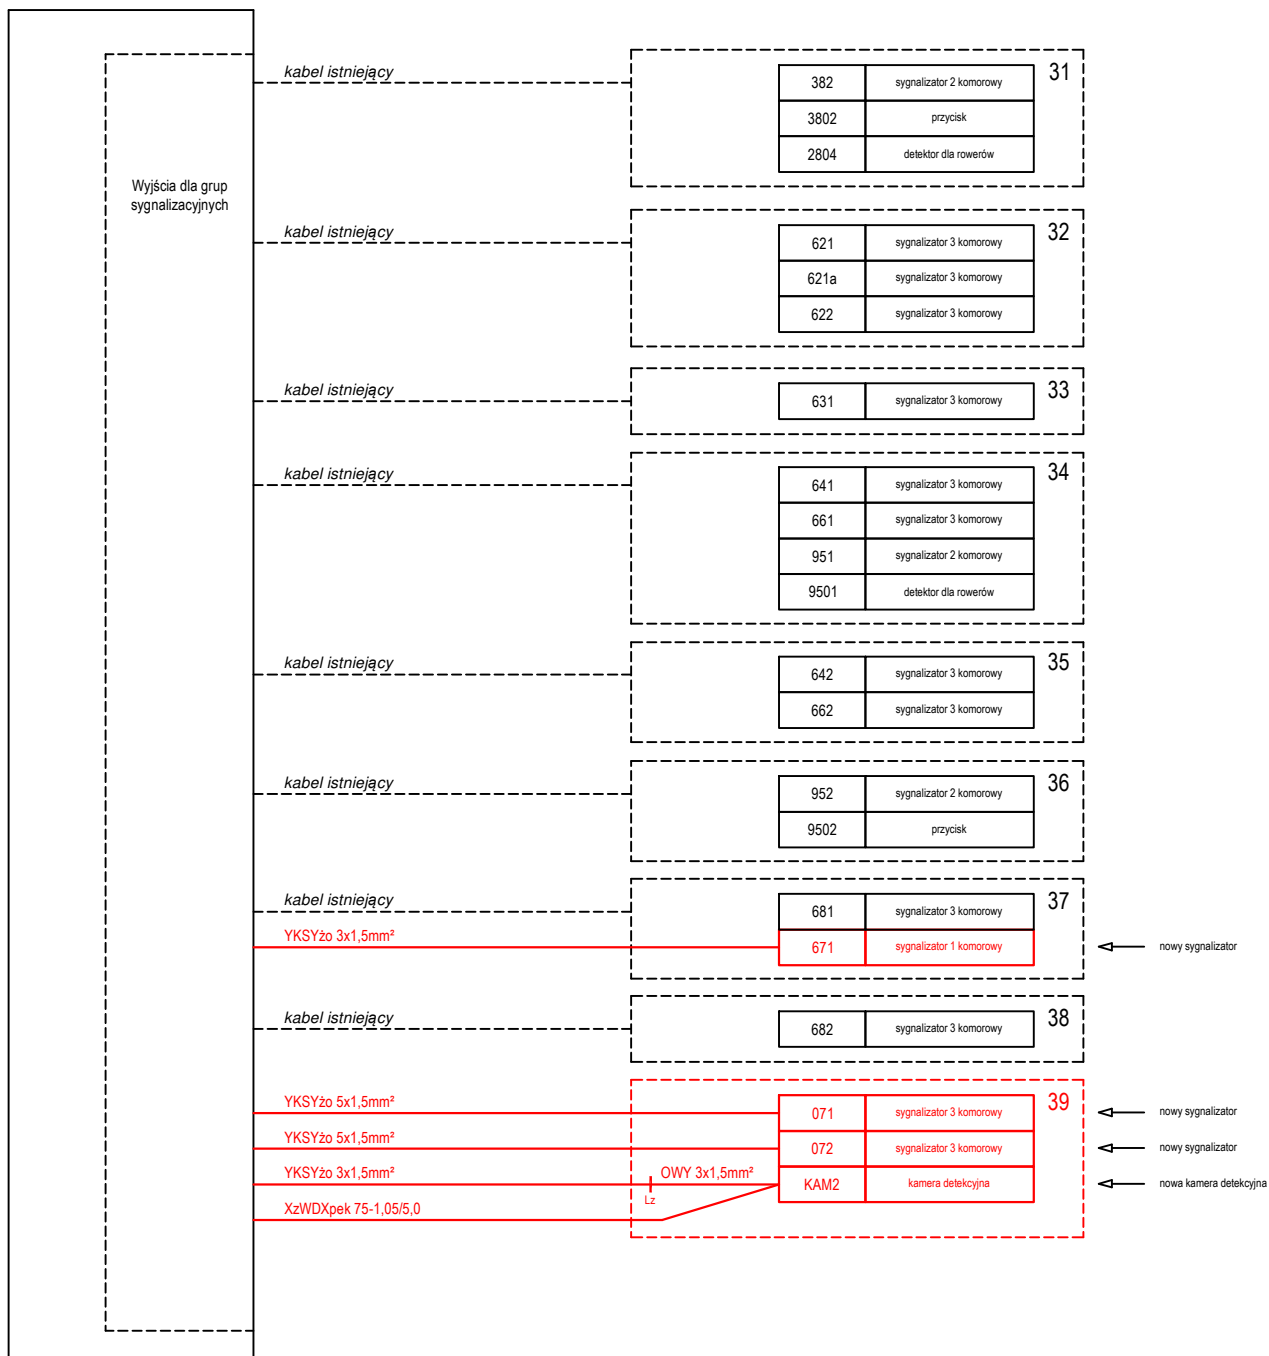 Wyjścia dla grup
sygnalizacyjnych
kabel istniejący
31
382 sygnalizator 2 komorowy
3802 przycisk
2804 detektor dla rowerów
kabel istniejący
32
621 sygnalizator 3 komorowy
621a sygnalizator 3 komorowy
622 sygnalizator 3 komorowy
kabel istniejący
33
631 sygnalizator 3 komorowy
kabel istniejący
34
641 sygnalizator 3 komorowy
661 sygnalizator 3 komorowy
951 sygnalizator 2 komorowy
9501 detektor dla rowerów
kabel istniejący
35
642 sygnalizator 3 komorowy
662 sygnalizator 3 komorowy
kabel istniejący
36
952 sygnalizator 2 komorowy
9502 przycisk
kabel istniejący
37
681 sygnalizator 3 komorowy
YKSYżo 3x1,5mm²
671 sygnalizator 1 komorowy
nowy sygnalizator
kabel istniejący
38
682 sygnalizator 3 komorowy
39
YKSYżo 5x1,5mm²
071 sygnalizator 3 komorowy
nowy sygnalizator
YKSYżo 5x1,5mm²
072 sygnalizator 3 komorowy
nowy sygnalizator
YKSYżo 3x1,5mm²
OWY 3x1,5mm²
Lz
KAM2 kamera detekcyjna
nowa kamera detekcyjna
XzWDXpek 75-1,05/5,0